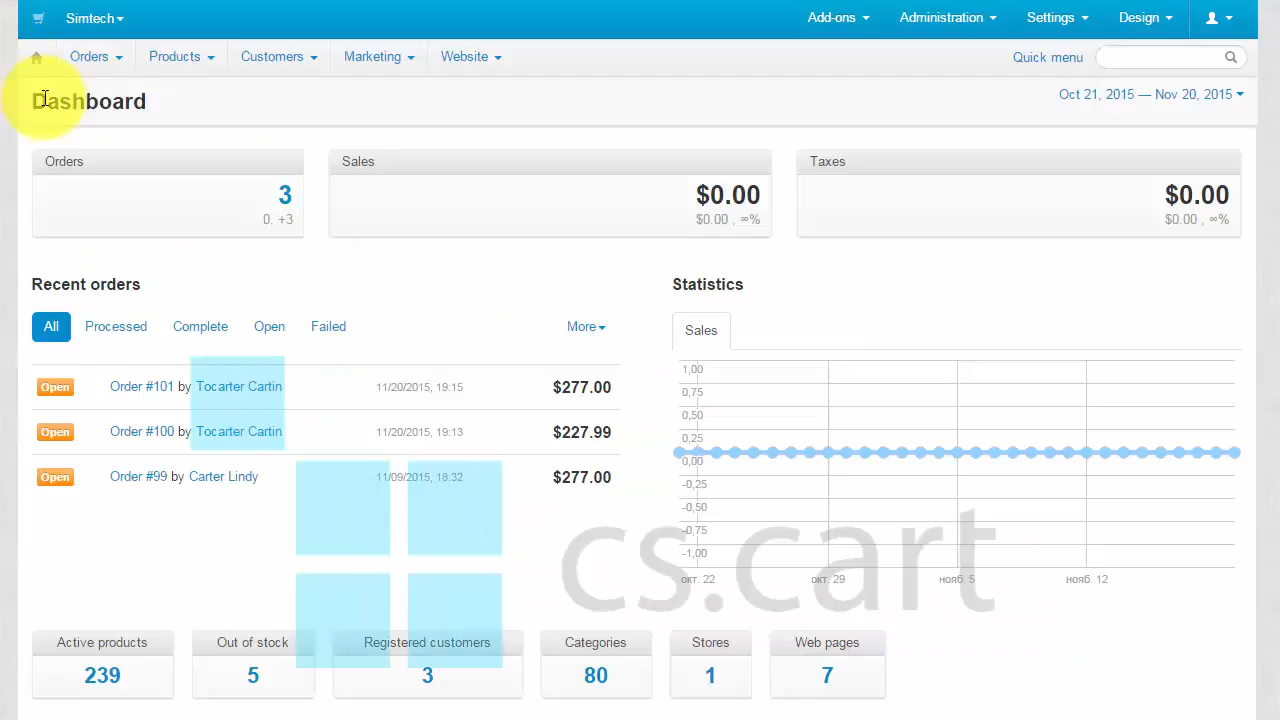 Simtech Add-ons Administration Settings Design
Orders Products Customers Marketing Website Quick menu
Dashboard Oct 21, 2015 — Nov 20, 2015
Orders Sales Taxes
3 $0.00 $0.00
0, +3 $0.00 , ∞% $0.00 , ∞%
Recent orders Statistics
All Processed Complete Open Failed More
Sales
Open Order #101 by Tocarter Cartin 11/20/2015, 19:15 $277.00
Open Order #100 by Tocarter Cartin 11/20/2015, 19:13 $227.99
Open Order #99 by Carter Lindy 11/09/2015, 18:32 $277.00
1,00
0,75
0,50
0,25
0,00
-0,25
-0,50
-0,75
-1,00
окт. 22 окт. 29 нояб. 5 нояб. 12
cs.cart
Active products Out of stock Registered customers Categories Stores Web pages
239 5 3 80 1 7